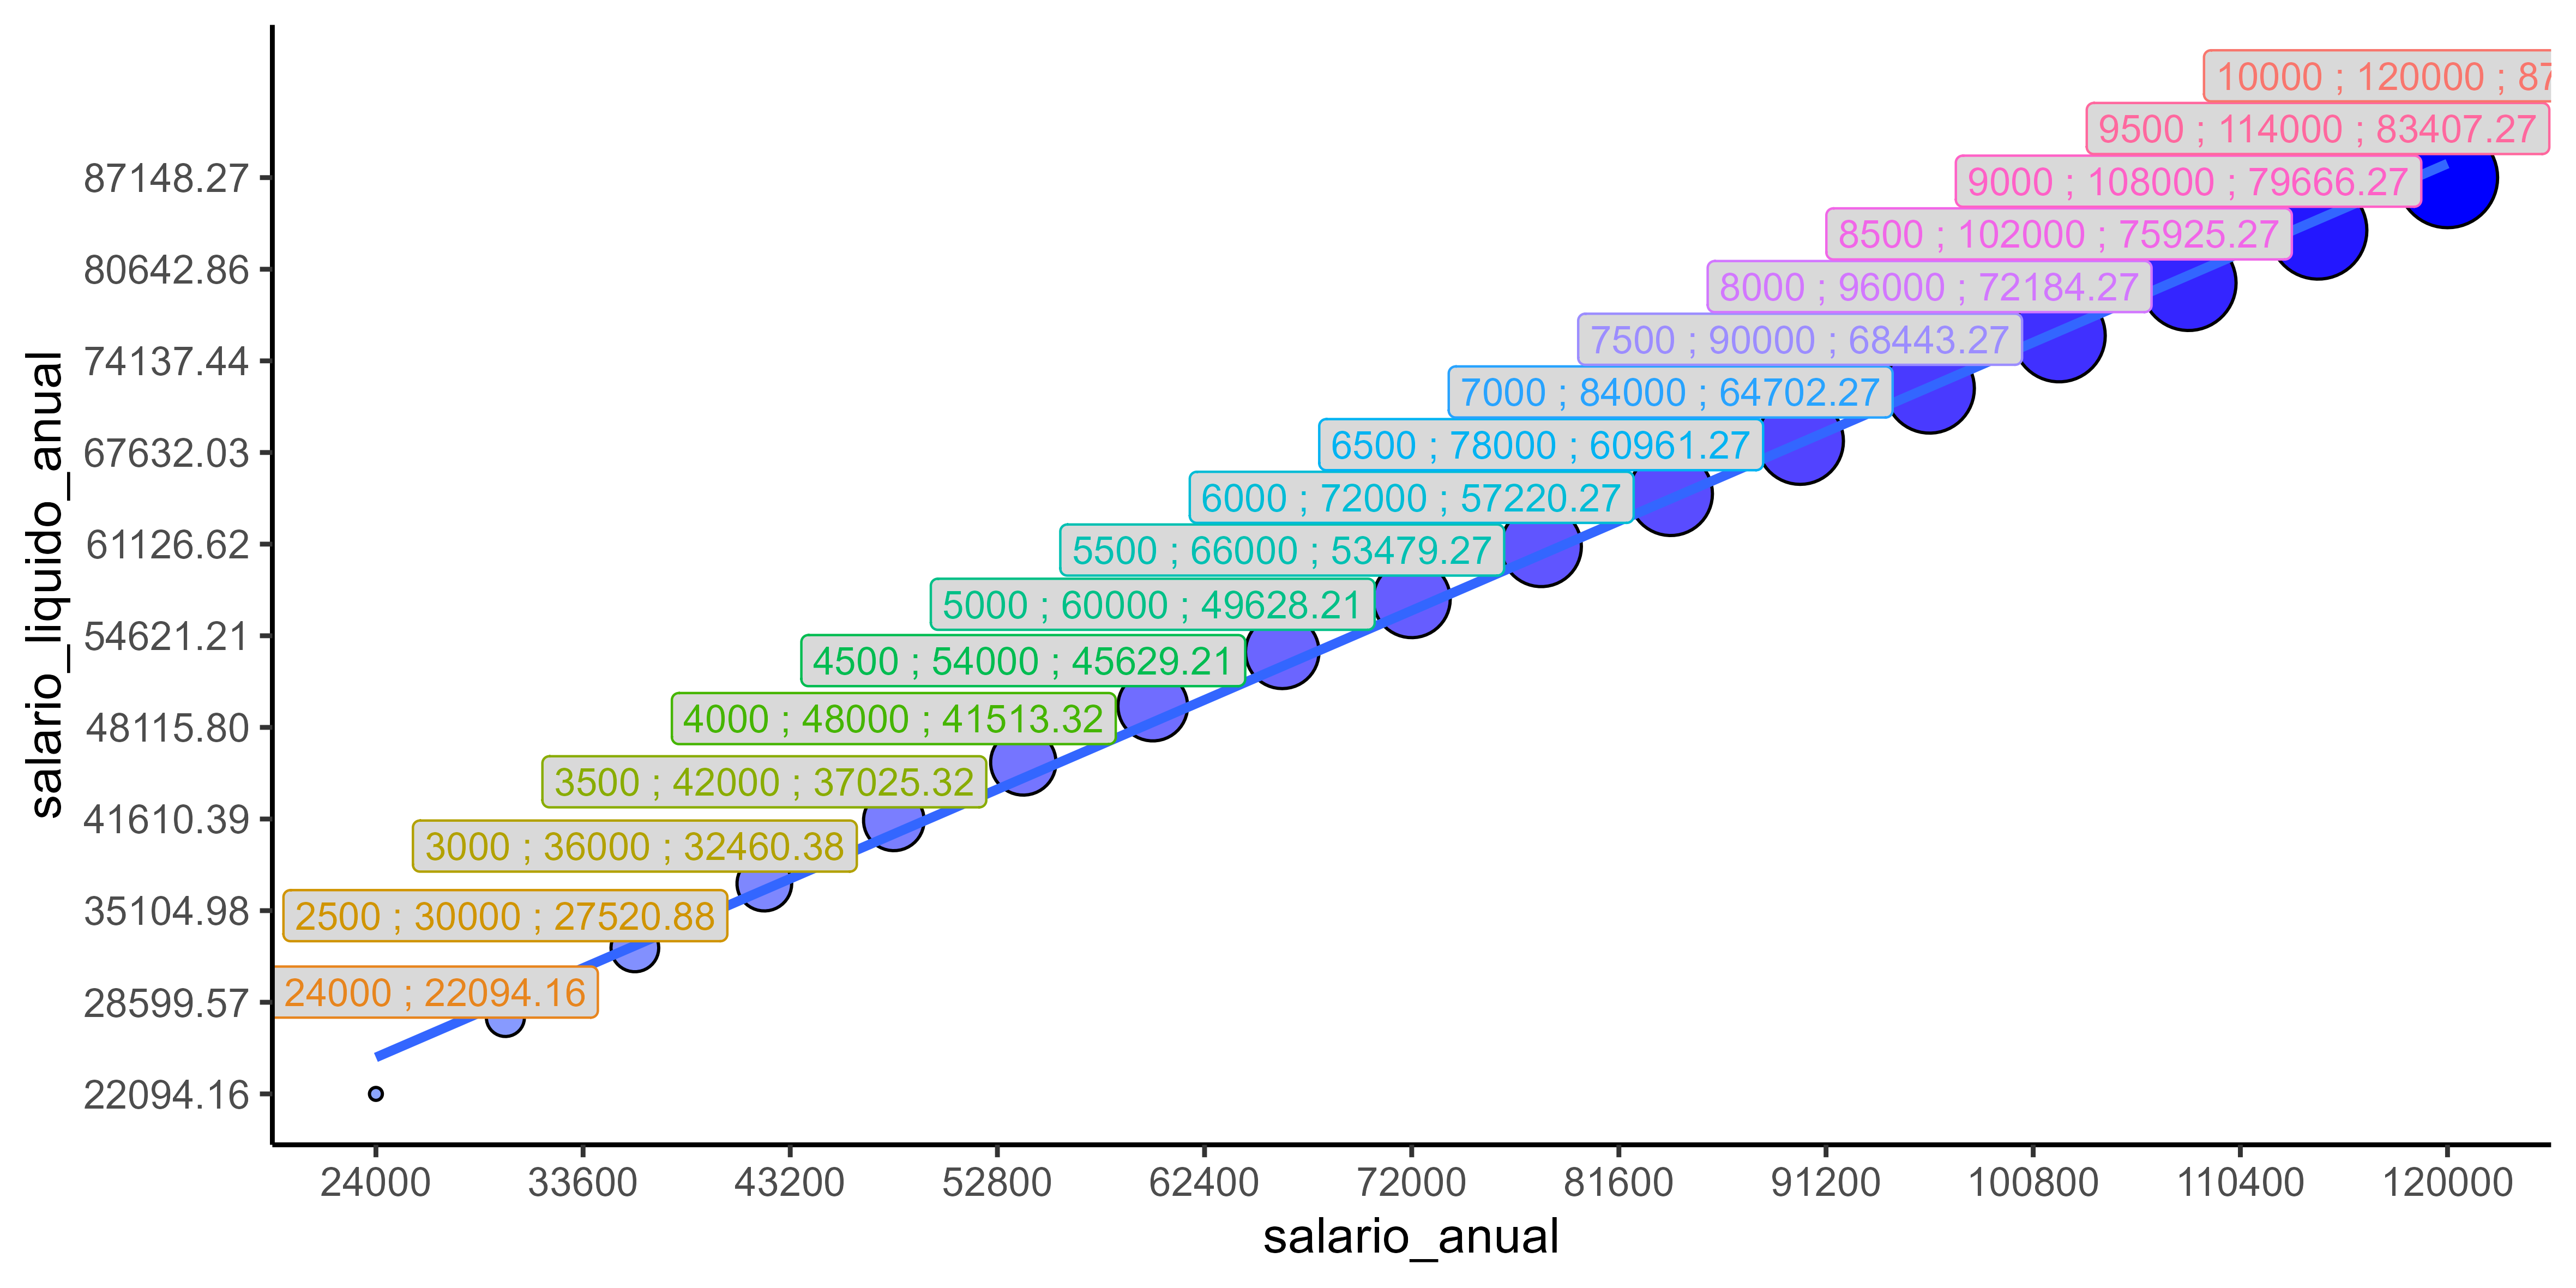 10000 ; 120000 ; 87
9500 ; 114000 ; 83407.27
9000 ; 108000 ; 79666.27
8500 ; 102000 ; 75925.27
8000 ; 96000 ; 72184.27
7500 ; 90000 ; 68443.27
7000 ; 84000 ; 64702.27
6500 ; 78000 ; 60961.27
6000 ; 72000 ; 57220.27
5500 ; 66000 ; 53479.27
5000 ; 60000 ; 49628.21
4500 ; 54000 ; 45629.21
4000 ; 48000 ; 41513.32
3500 ; 42000 ; 37025.32
3000 ; 36000 ; 32460.38
2500 ; 30000 ; 27520.88
24000 ; 22094.16
87148.27
80642.86
74137.44
67632.03
61126.62
54621.21
48115.80
41610.39
35104.98
28599.57
22094.16
salario_liquido_anual
24000 33600 43200 52800 62400 72000 81600 91200 100800 110400 120000
salario_anual